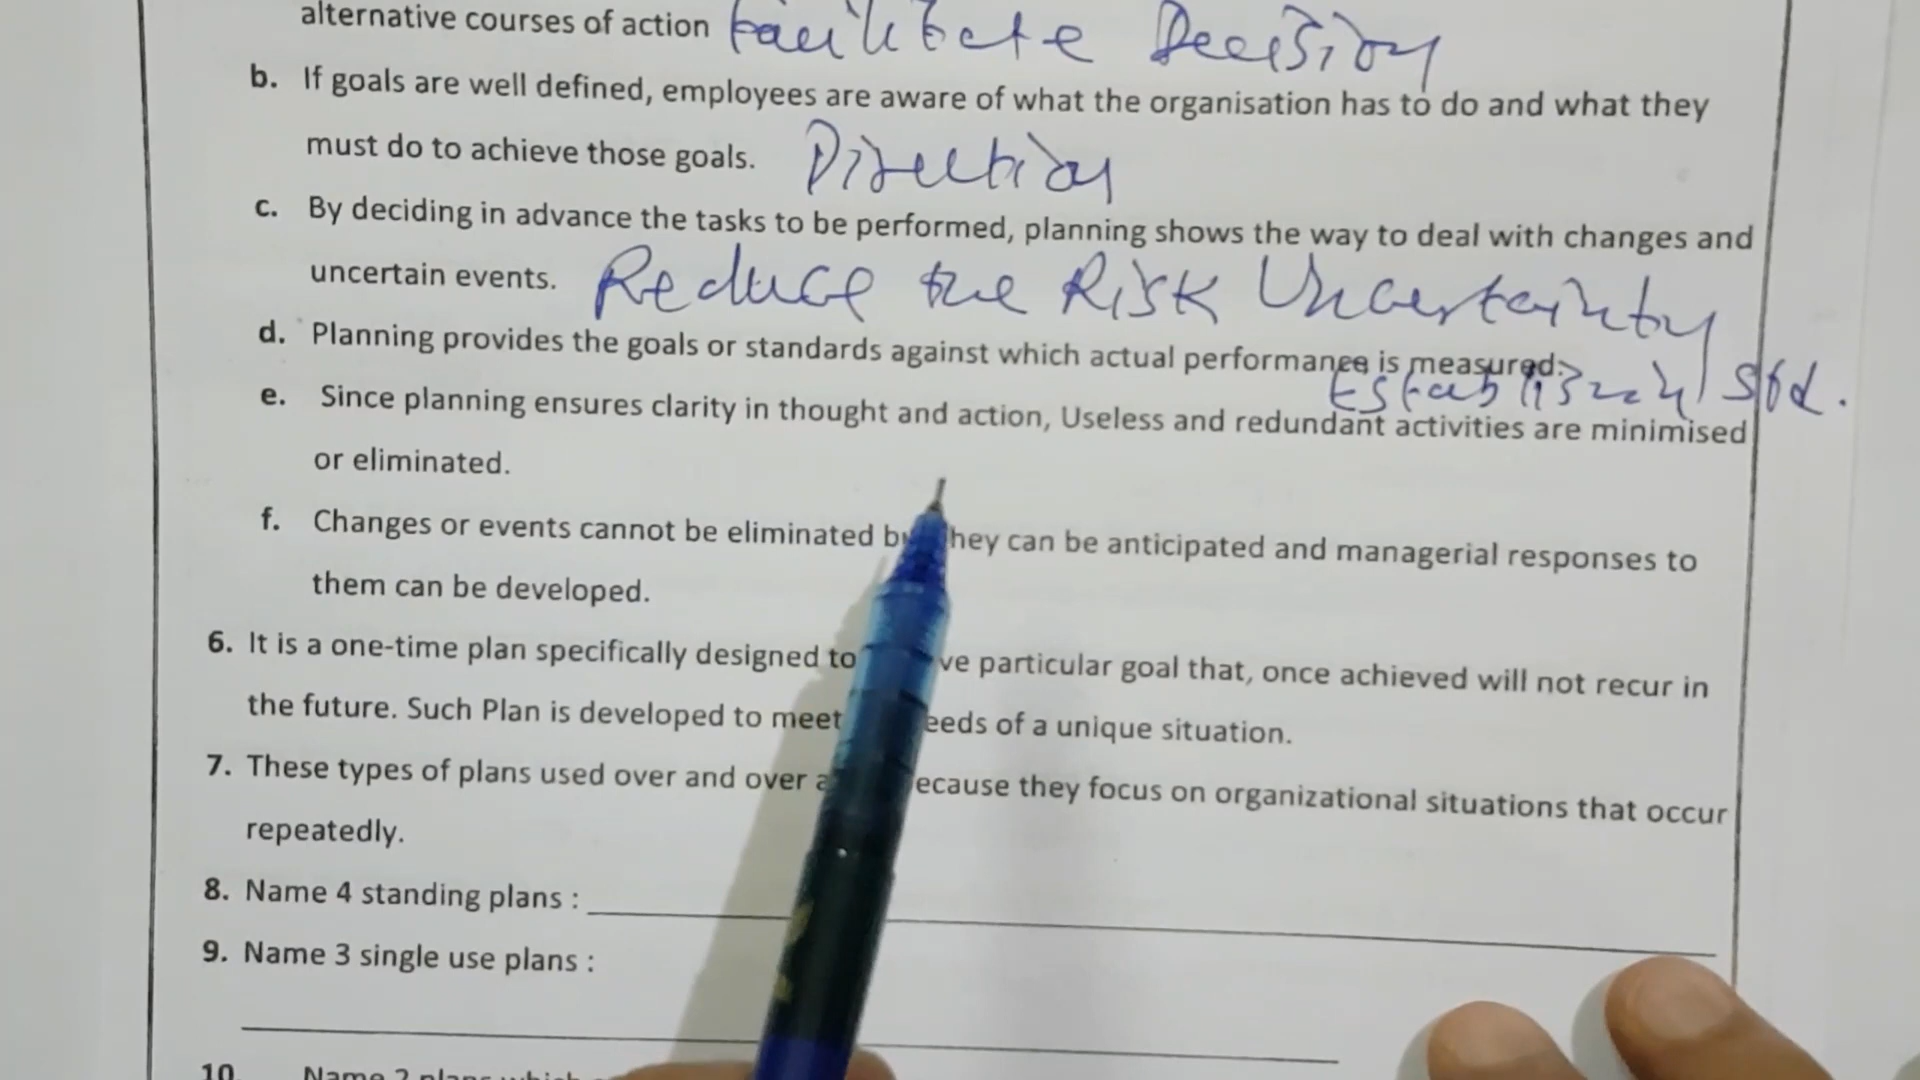 alternative courses of action Facilitate Decision
b. If goals are well defined, employees are aware of what the organisation has to do and what they
must do to achieve those goals. Direction
c. By deciding in advance the tasks to be performed, planning shows the way to deal with changes and
uncertain events. Reduce the Risk Uncertainty
d. Planning provides the goals or standards against which actual performance is measured.
Establish Std.
e. Since planning ensures clarity in thought and action, Useless and redundant activities are minimised
or eliminated.
f. Changes or events cannot be eliminated they can be anticipated and managerial responses to
them can be developed.
6. It is a one-time plan specifically designed to particular goal that, once achieved will not recur in
the future. Such Plan is developed to meet needs of a unique situation.
7. These types of plans used over and over because they focus on organizational situations that occur
repeatedly.
8. Name 4 standing plans :
9. Name 3 single use plans :
10. Name 2 plans which